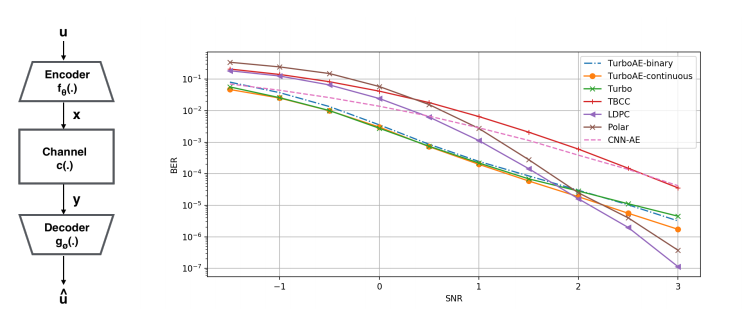 u
Encoder
fθ(.)
x
Channel
c(.)
y
Decoder
gΦ(.)
û
BER
10⁻¹
10⁻²
10⁻³
10⁻⁴
10⁻⁵
10⁻⁶
10⁻⁷
−1
0
1
2
3
SNR
TurboAE-binary
TurboAE-continuous
Turbo
TBCC
LDPC
Polar
CNN-AE